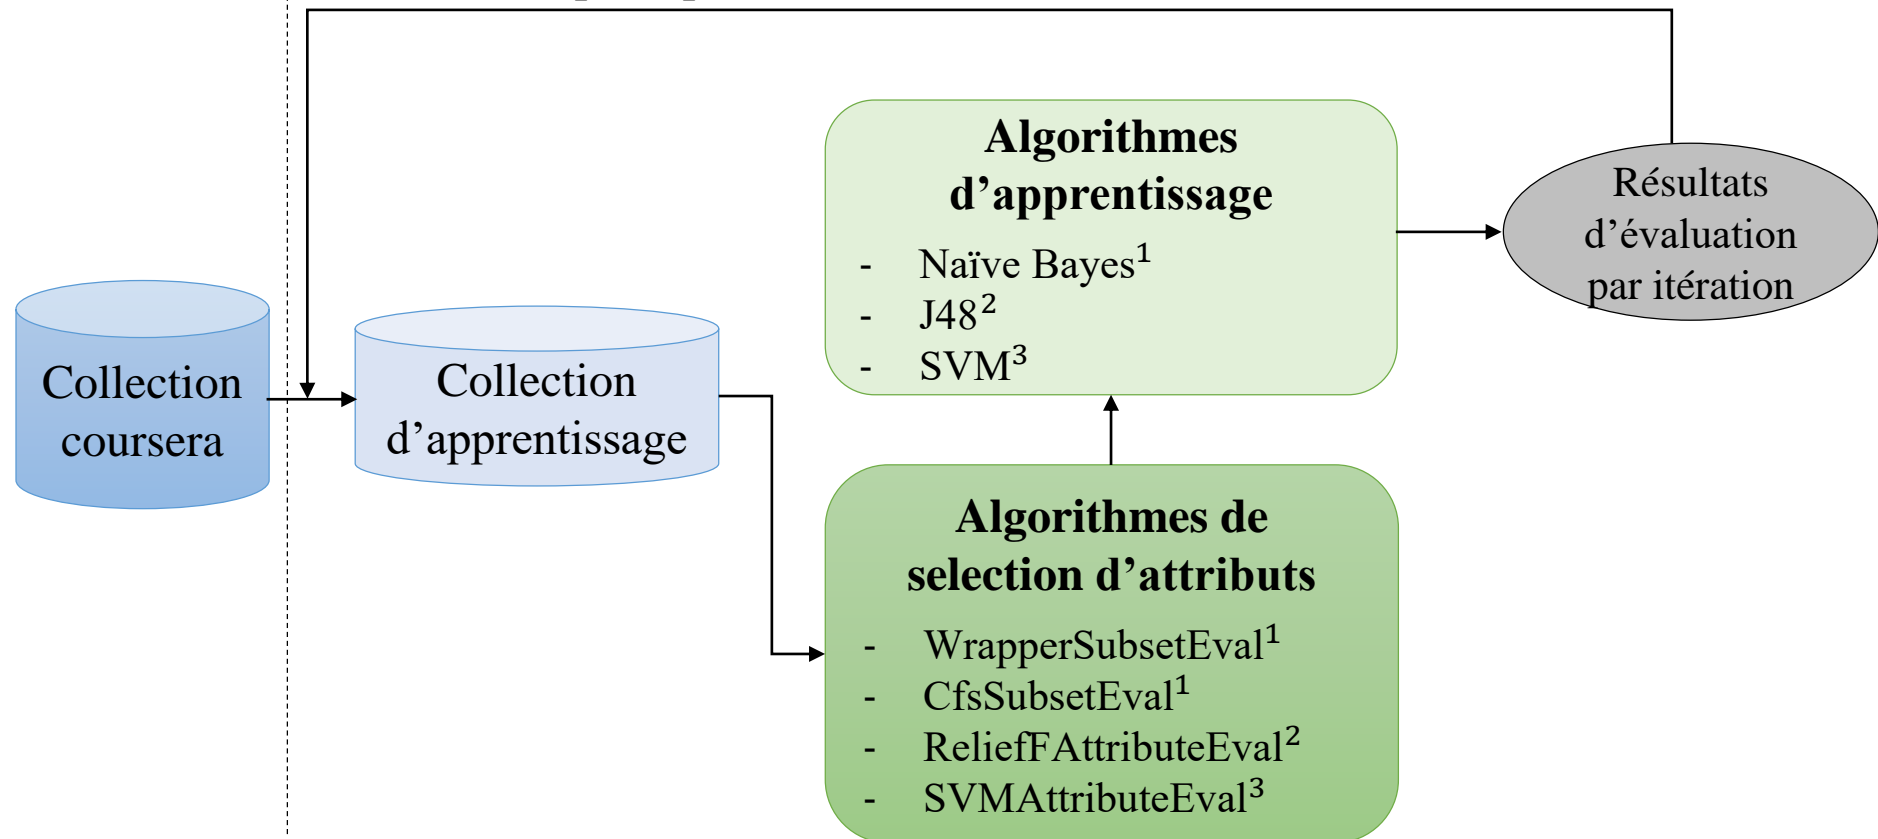 Collection
coursera
Collection
d’apprentissage
Algorithmes
d’apprentissage
- Naïve Bayes¹
- J48²
- SVM³
Algorithmes de
selection d’attributs
- WrapperSubsetEval¹
- CfsSubsetEval¹
- ReliefFAttributeEval²
- SVMAttributeEval³
Résultats
d’évaluation
par itération